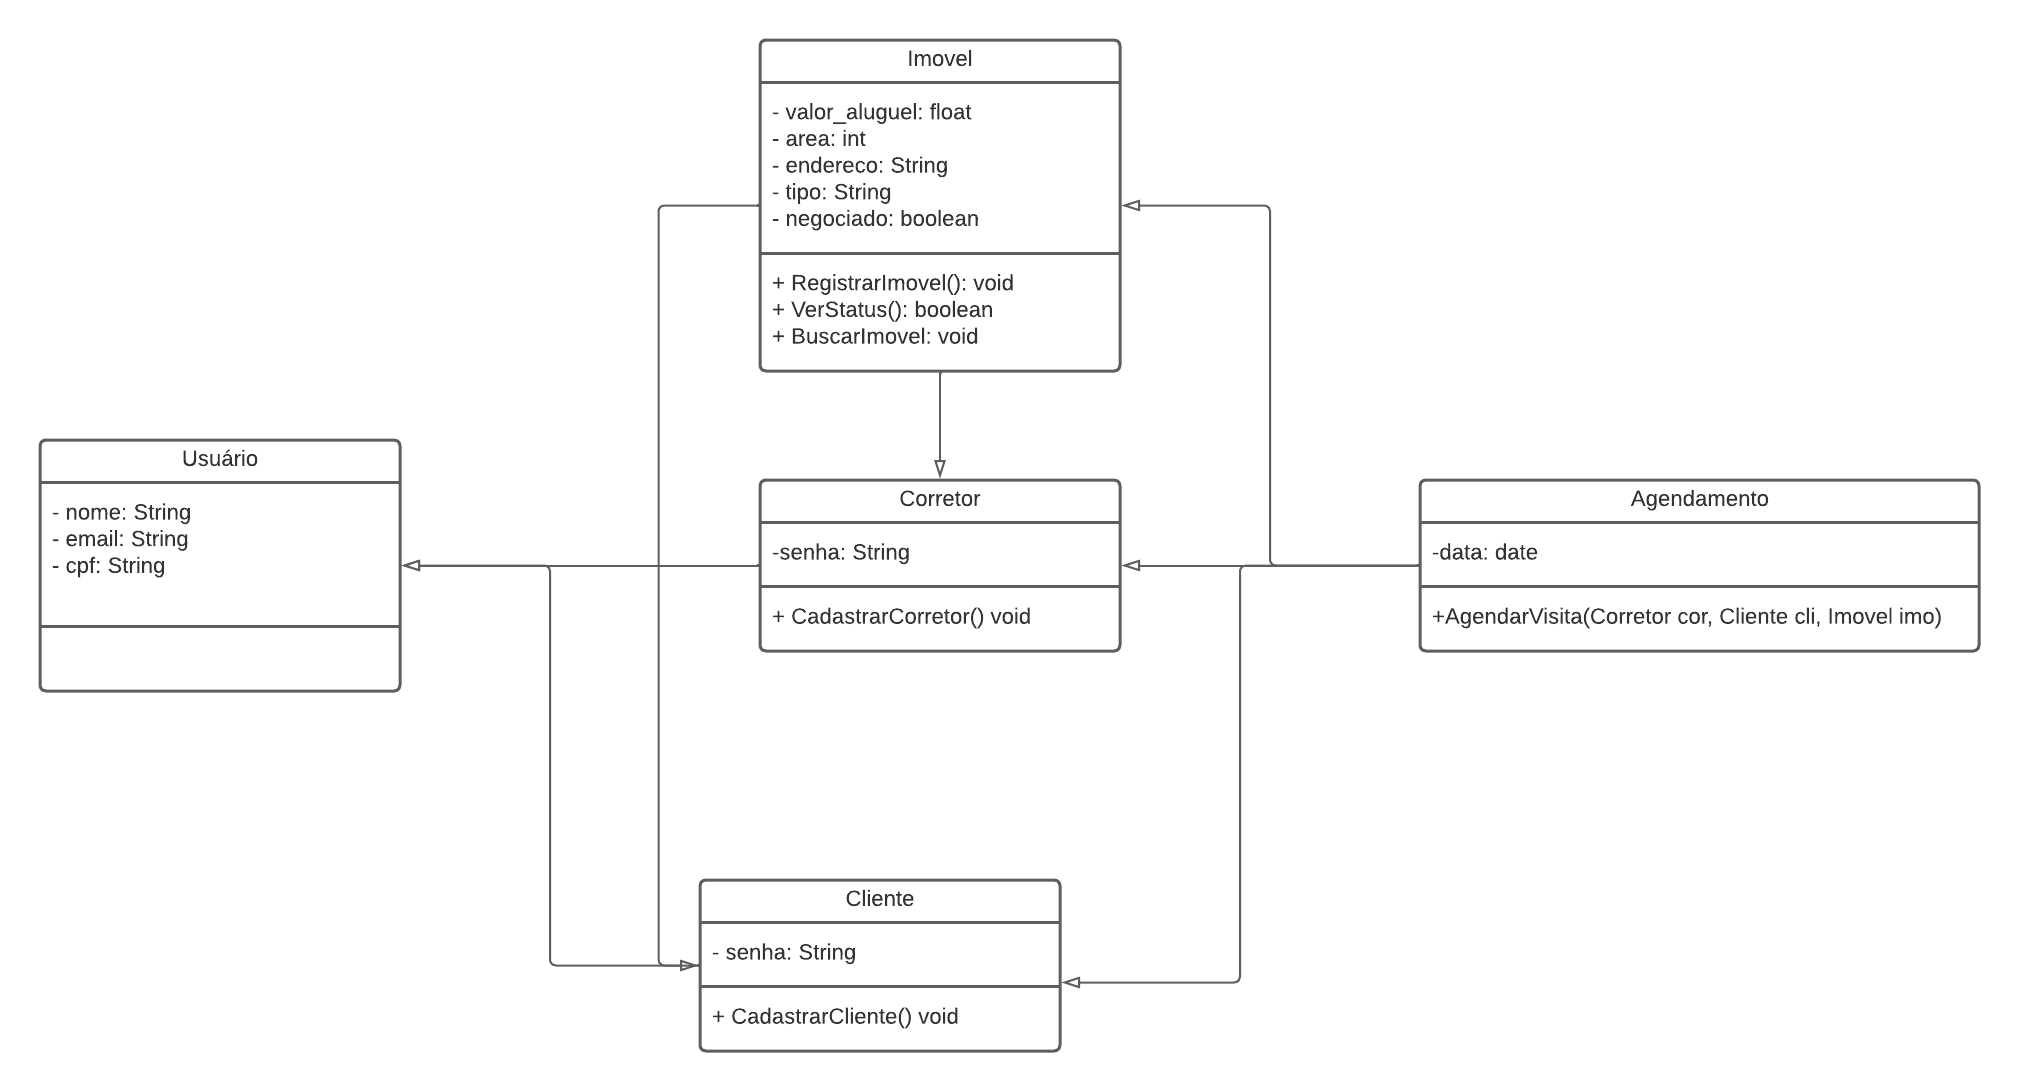 Imovel
- valor_aluguel: float
- area: int
- endereco: String
- tipo: String
- negociado: boolean
+ RegistrarImovel(): void
+ VerStatus(): boolean
+ BuscarImovel: void
Usuário
- nome: String
- email: String
- cpf: String
Corretor
-senha: String
+ CadastrarCorretor() void
Agendamento
-data: date
+AgendarVisita(Corretor cor, Cliente cli, Imovel imo)
Cliente
- senha: String
+ CadastrarCliente() void